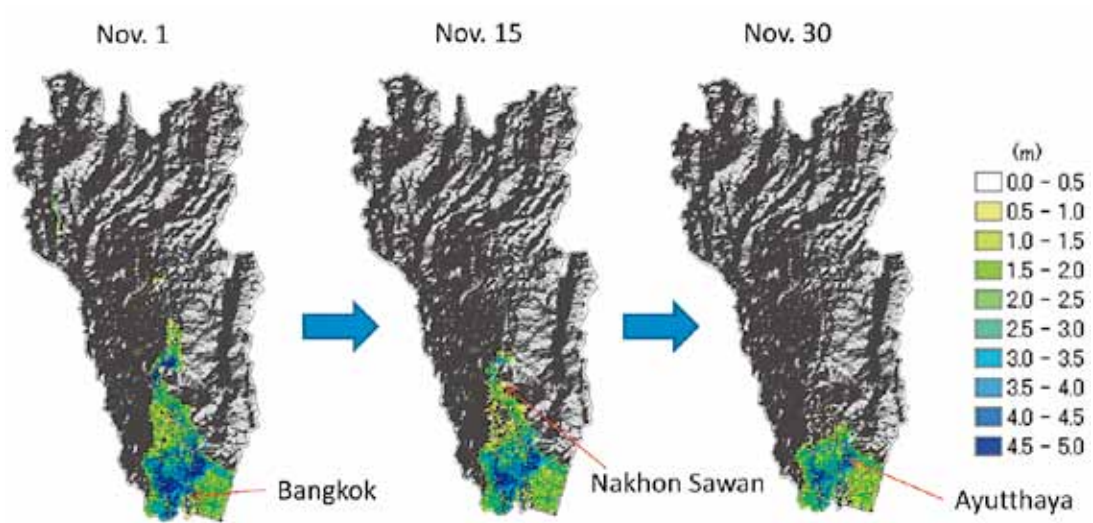 Nov. 1
Nov. 15
Nov. 30
(m)
0.0 - 0.5
0.5 - 1.0
1.0 - 1.5
1.5 - 2.0
2.0 - 2.5
2.5 - 3.0
3.0 - 3.5
3.5 - 4.0
4.0 - 4.5
4.5 - 5.0
Bangkok
Nakhon Sawan
Ayutthaya